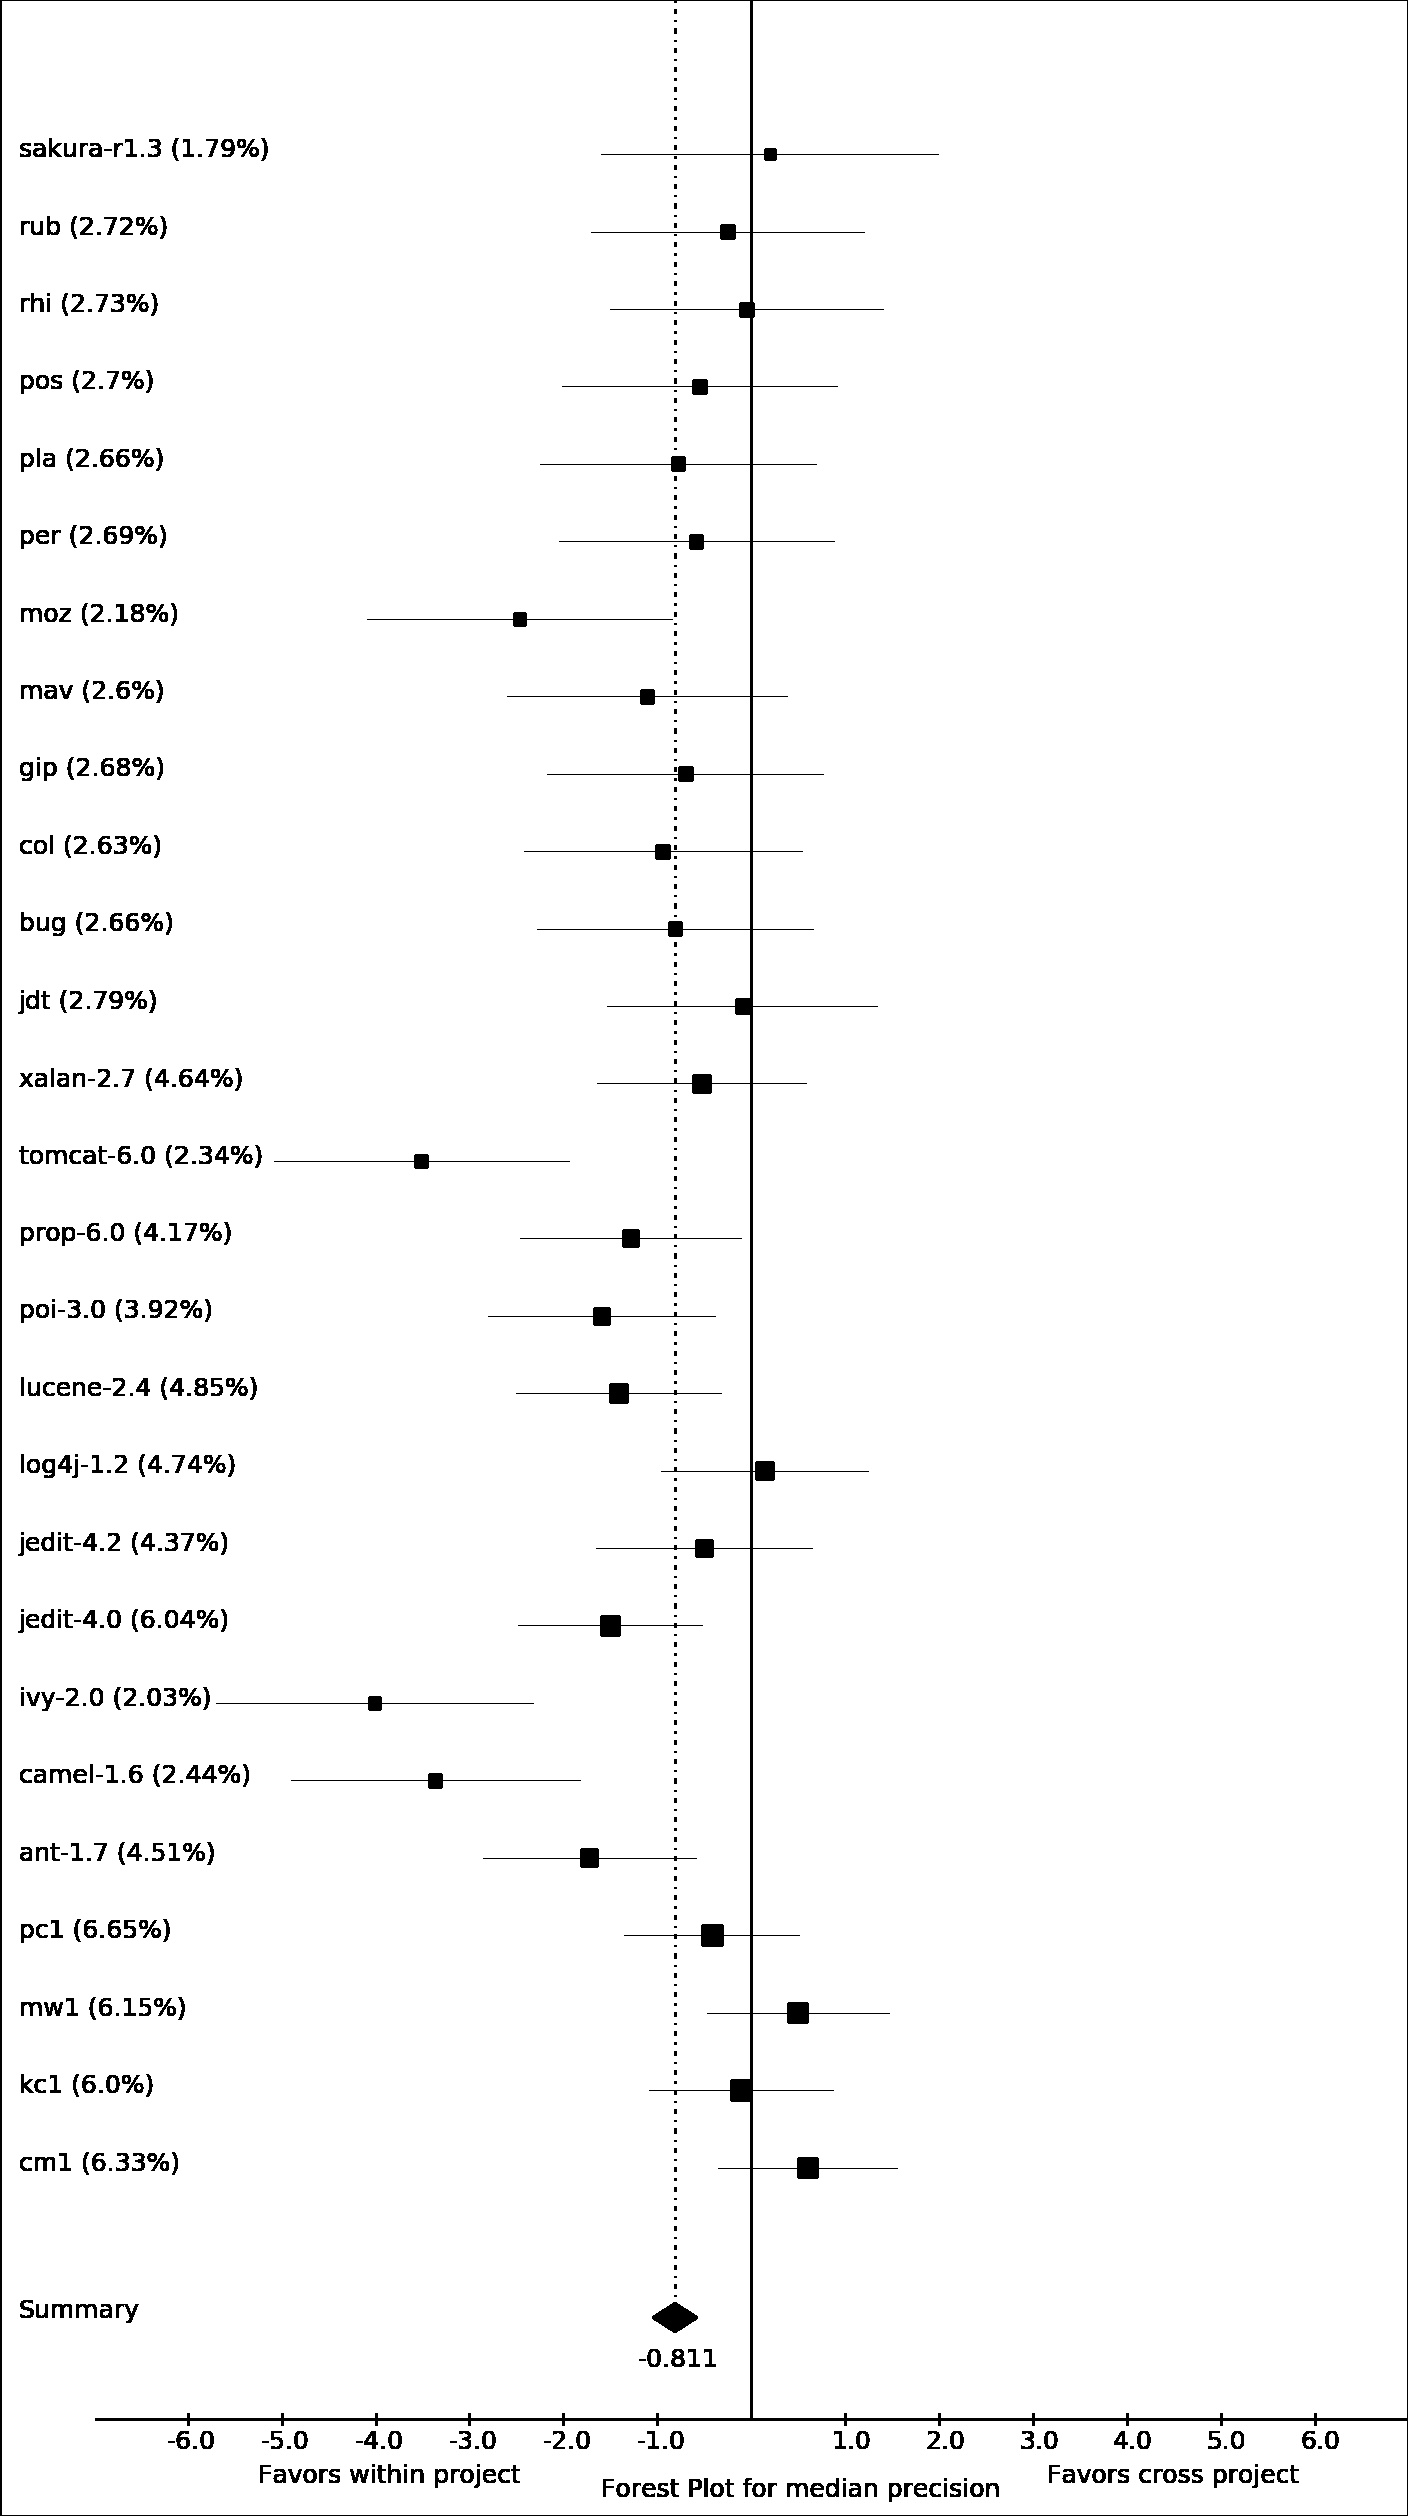 sakura-r1.3 (1.79%)
rub (2.72%)
rhi (2.73%)
pos (2.7%)
pla (2.66%)
per (2.69%)
moz (2.18%)
mav (2.6%)
gip (2.68%)
col (2.63%)
bug (2.66%)
jdt (2.79%)
xalan-2.7 (4.64%)
tomcat-6.0 (2.34%)
prop-6.0 (4.17%)
poi-3.0 (3.92%)
lucene-2.4 (4.85%)
log4j-1.2 (4.74%)
jedit-4.2 (4.37%)
jedit-4.0 (6.04%)
ivy-2.0 (2.03%)
camel-1.6 (2.44%)
ant-1.7 (4.51%)
pc1 (6.65%)
mw1 (6.15%)
kc1 (6.0%)
cm1 (6.33%)
Summary
-0.811
-6.0 -5.0 -4.0 -3.0 -2.0 -1.0 1.0 2.0 3.0 4.0 5.0 6.0
Favors within project Favors cross project
Forest Plot for median precision